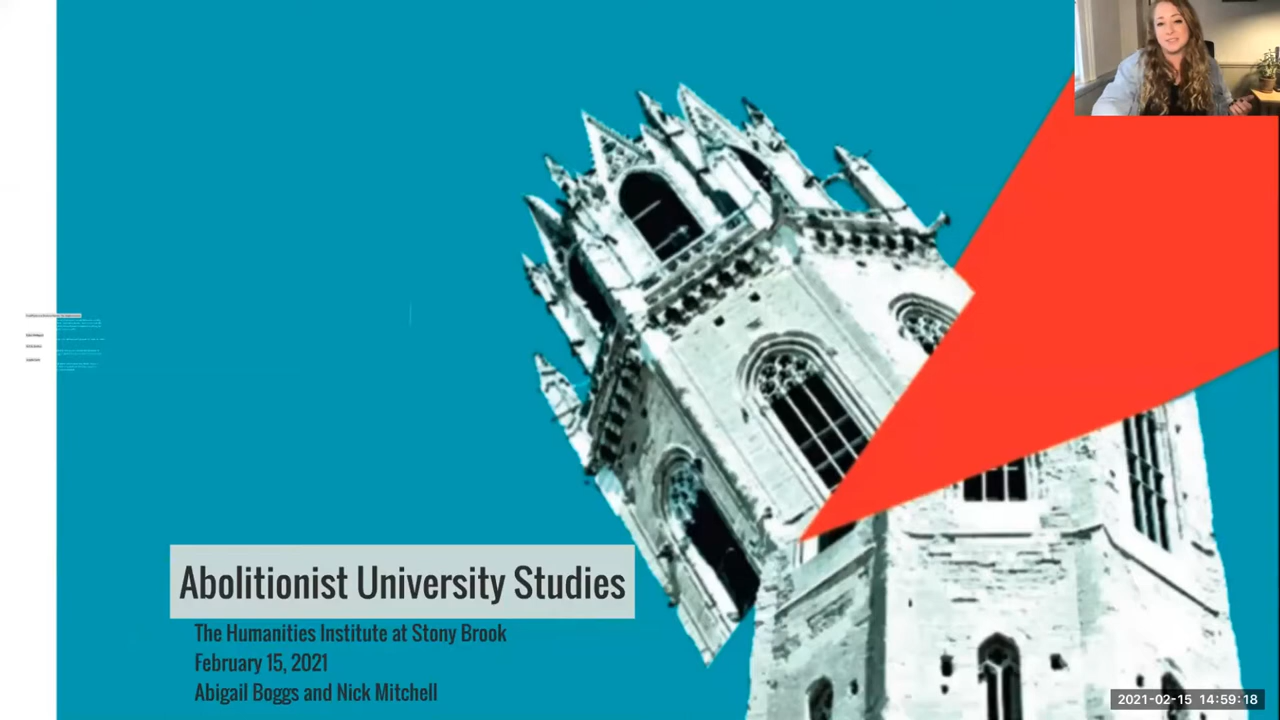 Abolitionist University Studies
The Humanities Institute at Stony Brook
February 15, 2021
Abigail Boggs and Nick Mitchell
2021-02-15 14:59:18